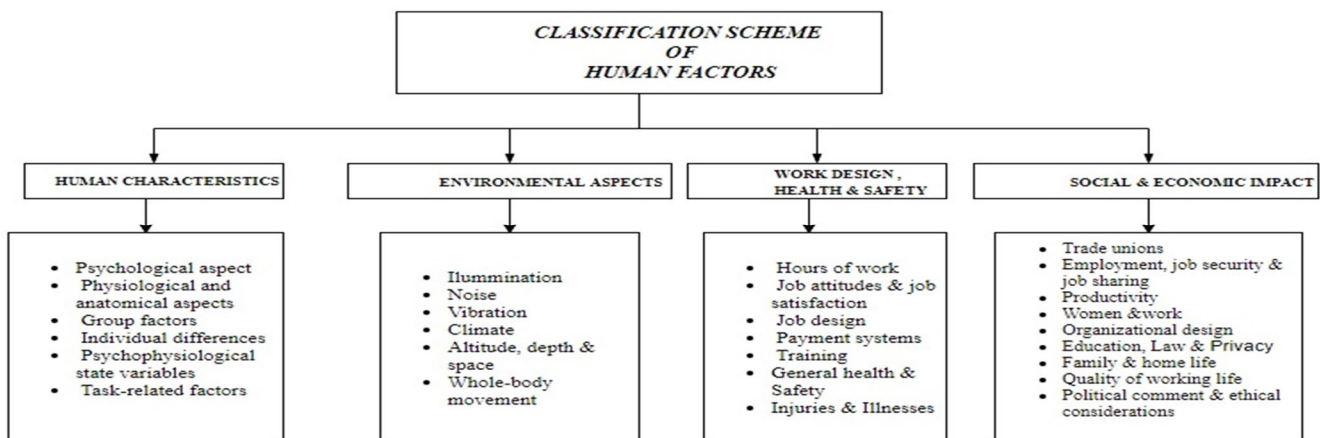 CLASSIFICATION SCHEME
OF
HUMAN FACTORS
HUMAN CHARACTERISTICS
ENVIRONMENTAL ASPECTS
WORK DESIGN ,
HEALTH & SAFETY
SOCIAL & ECONOMIC IMPACT
• Psychological aspect
• Physiological and
anatomical aspects
• Group factors
• Individual differences
• Psychophysiological
state variables
• Task-related factors
• Ilummination
• Noise
• Vibration
• Climate
• Altitude, depth &
space
• Whole-body
movement
• Hours of work
• Job attitudes & job
satisfaction
• Job design
• Payment systems
• Training
• General health &
Safety
• Injuries & Illnesses
• Trade unions
• Employment, job security &
job sharing
• Productivity
• Women &work
• Organizational design
• Education, Law & Privacy
• Family & home life
• Quality of working life
• Political comment & ethical
considerations